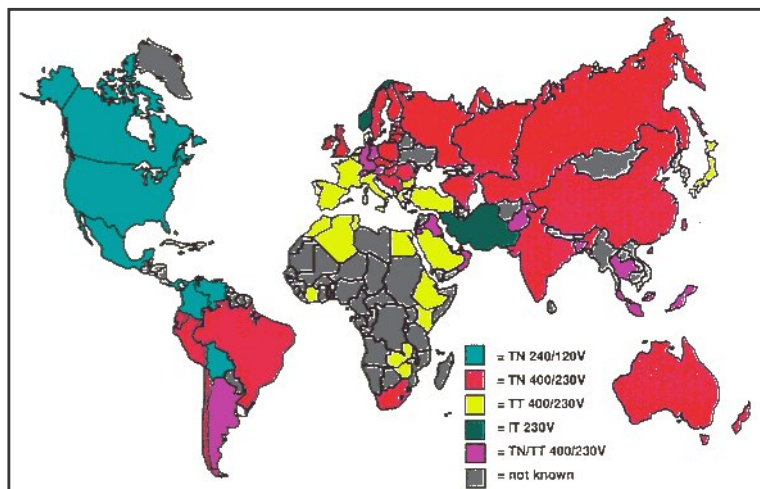 = TN 240/120V
= TN 400/230V
= TT 400/230V
= IT 230V
= TN/TT 400/230V
= not known